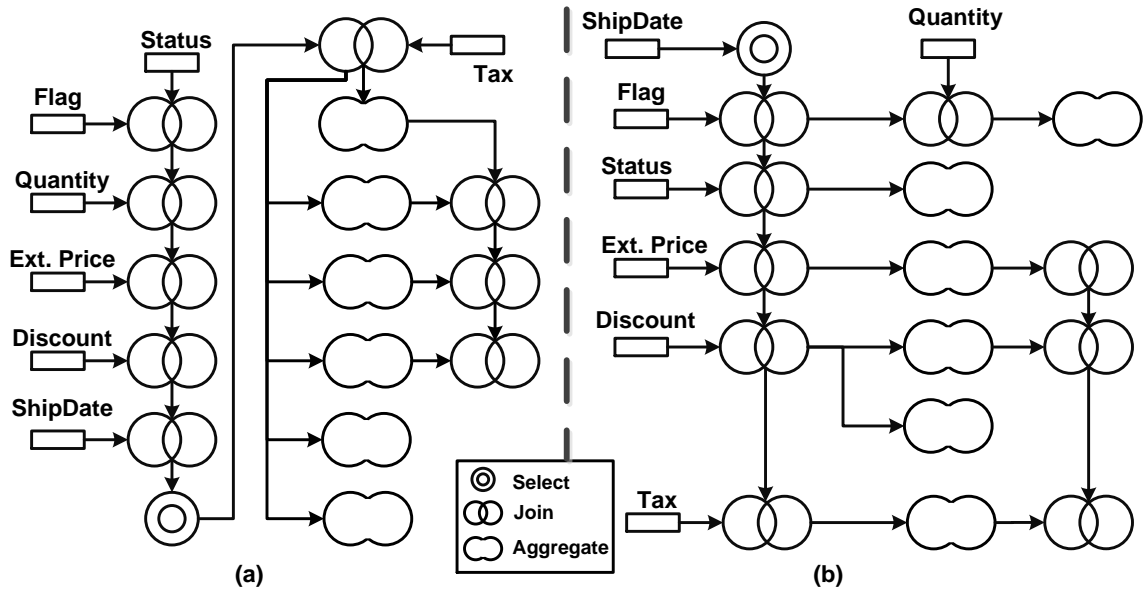 Status
Flag
Quantity
Ext. Price
Discount
ShipDate
Tax
(a)
ShipDate
Quantity
Flag
Status
Ext. Price
Discount
Tax
(b)
Select
Join
Aggregate